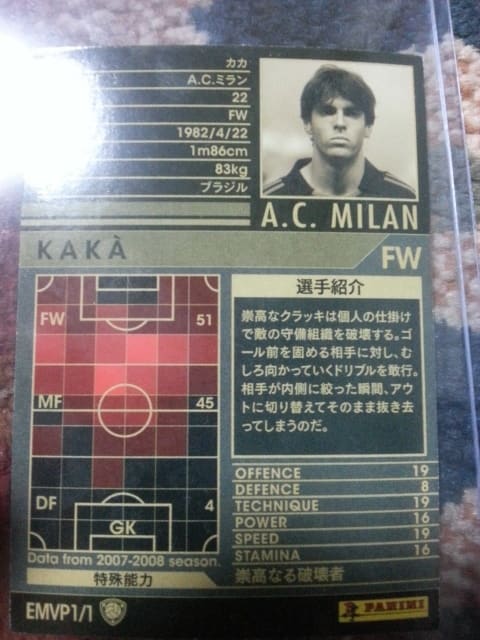 カカ
A.C.ミラン
22
FW
1982/4/22
1m86cm
83kg
ブラジル
A.C. MILAN
KAKÀ
FW
FW 51
MF 45
DF 4
GK
Data from 2007-2008 season.
特殊能力
選手紹介
崇高なクラッキは個人の仕掛け
で敵の守備組織を破壊する。ゴ
ール前を固める相手に対し、む
しろ向かっていくドリブルを敢行。
相手が内側に絞った瞬間、アウ
トに切り替えてそのまま抜き去
ってしまうのだ。
OFFENCE 19
DEFENCE 8
TECHNIQUE 19
POWER 16
SPEED 19
STAMINA 16
崇高なる破壊者
EMVP1/1
PANINI